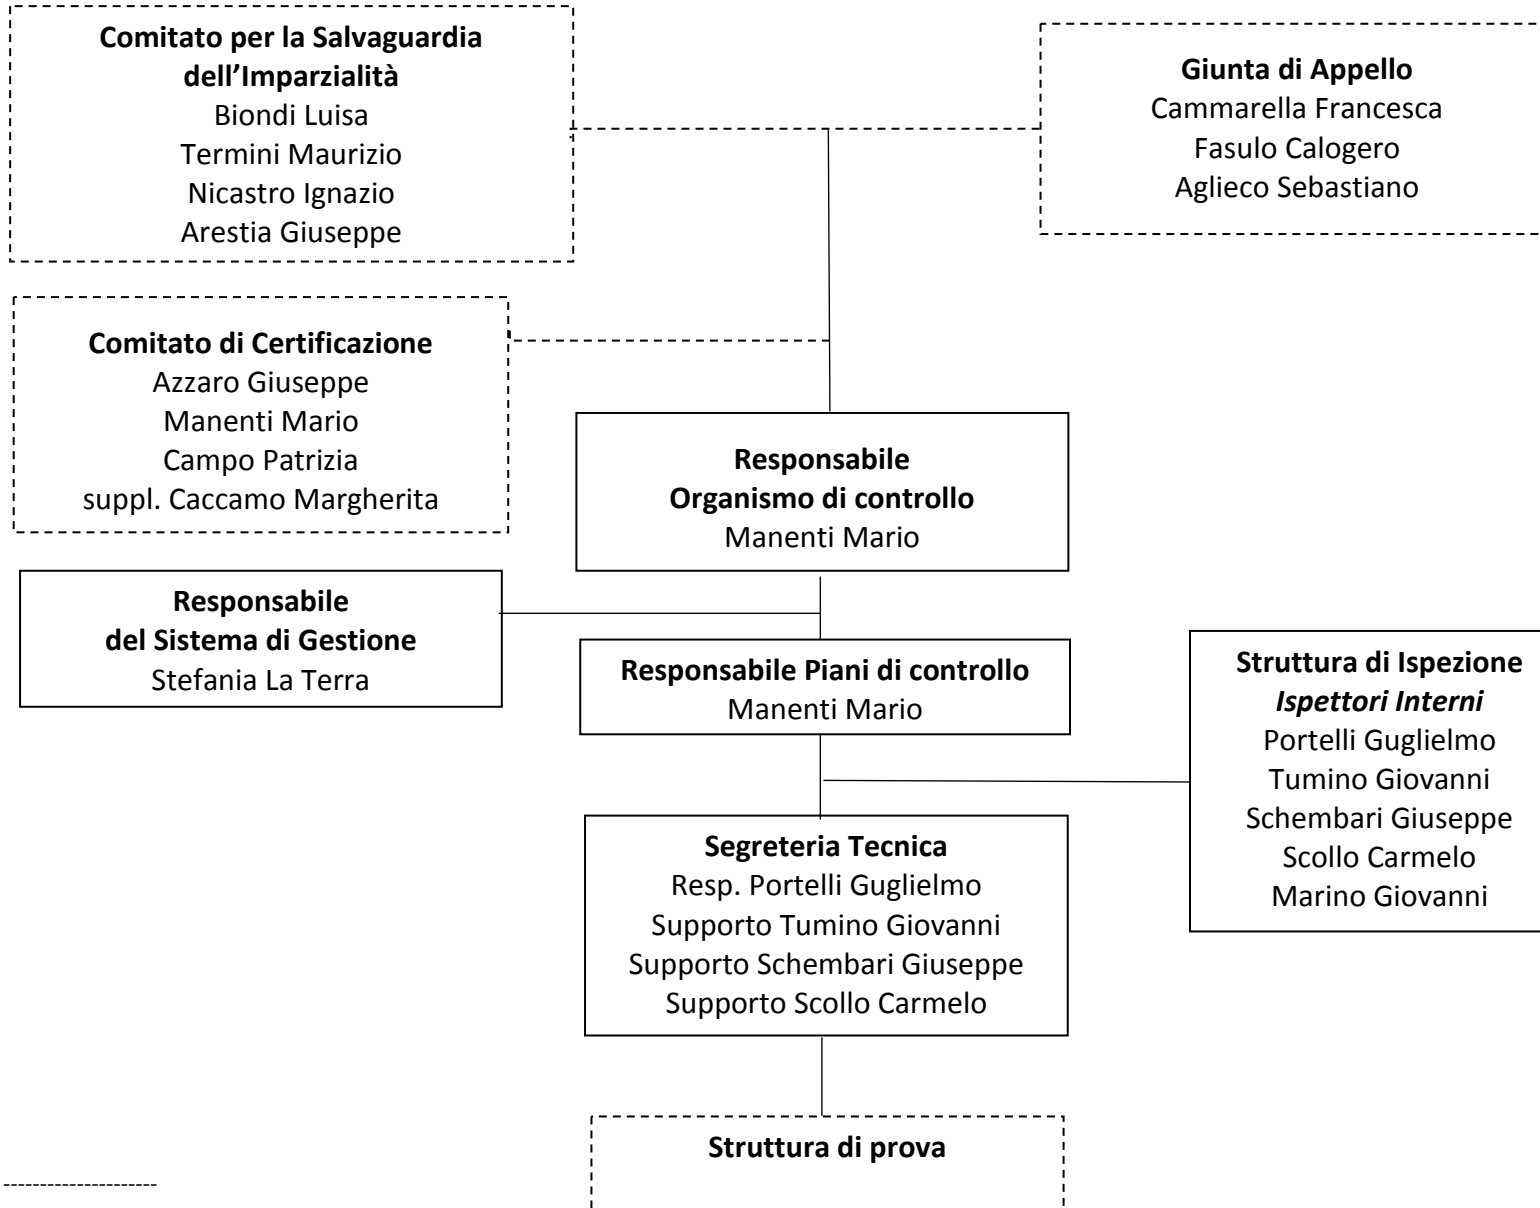 Comitato per la Salvaguardia
dell’Imparzialità
Biondi Luisa
Termini Maurizio
Nicastro Ignazio
Arestia Giuseppe
Giunta di Appello
Cammarella Francesca
Fasulo Calogero
Aglieco Sebastiano
Comitato di Certificazione
Azzaro Giuseppe
Manenti Mario
Campo Patrizia
suppl. Caccamo Margherita
Responsabile
Organismo di controllo
Manenti Mario
Responsabile
del Sistema di Gestione
Stefania La Terra
Responsabile Piani di controllo
Manenti Mario
Struttura di Ispezione
Ispettori Interni
Portelli Guglielmo
Tumino Giovanni
Schembari Giuseppe
Scollo Carmelo
Marino Giovanni
Segreteria Tecnica
Resp. Portelli Guglielmo
Supporto Tumino Giovanni
Supporto Schembari Giuseppe
Supporto Scollo Carmelo
Struttura di prova